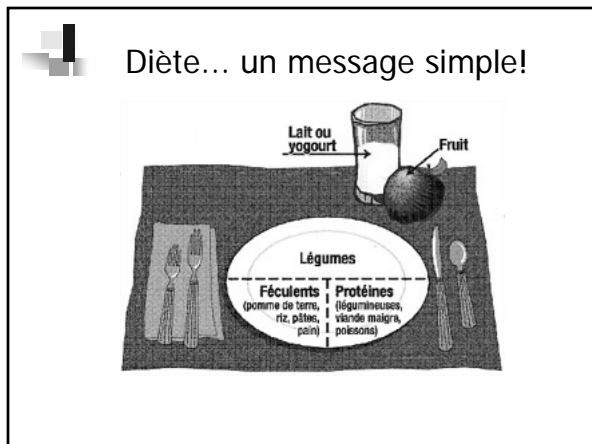 Diète... un message simple!
Lait ou
yogourt
Fruit
Légumes
Féculents
(pomme de terre,
riz, pâtes,
pain)
Protéines
(légumineuses,
viande maigre,
poissons)